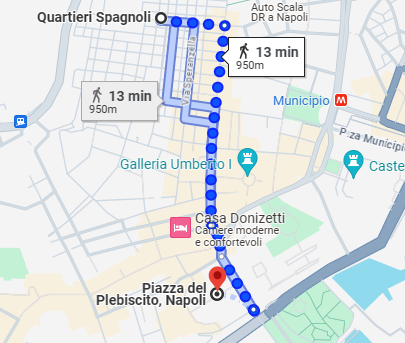 Auto Scala
DR a Napoli
Quartieri Spagnoli
13 min
950m
Via Speranzella
13 min
950m
Municipio M
P.za Municipio
Galleria Umberto I
Caste
Casa Donizetti
Camere moderne
e confortevoli
Piazza del
Plebiscito, Napoli